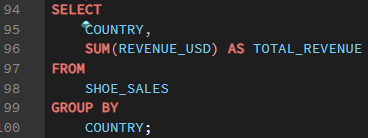 94 SELECT
95 COUNTRY,
96 SUM(REVENUE_USD) AS TOTAL_REVENUE
97 FROM
98 SHOE_SALES
99 GROUP BY
100 COUNTRY;